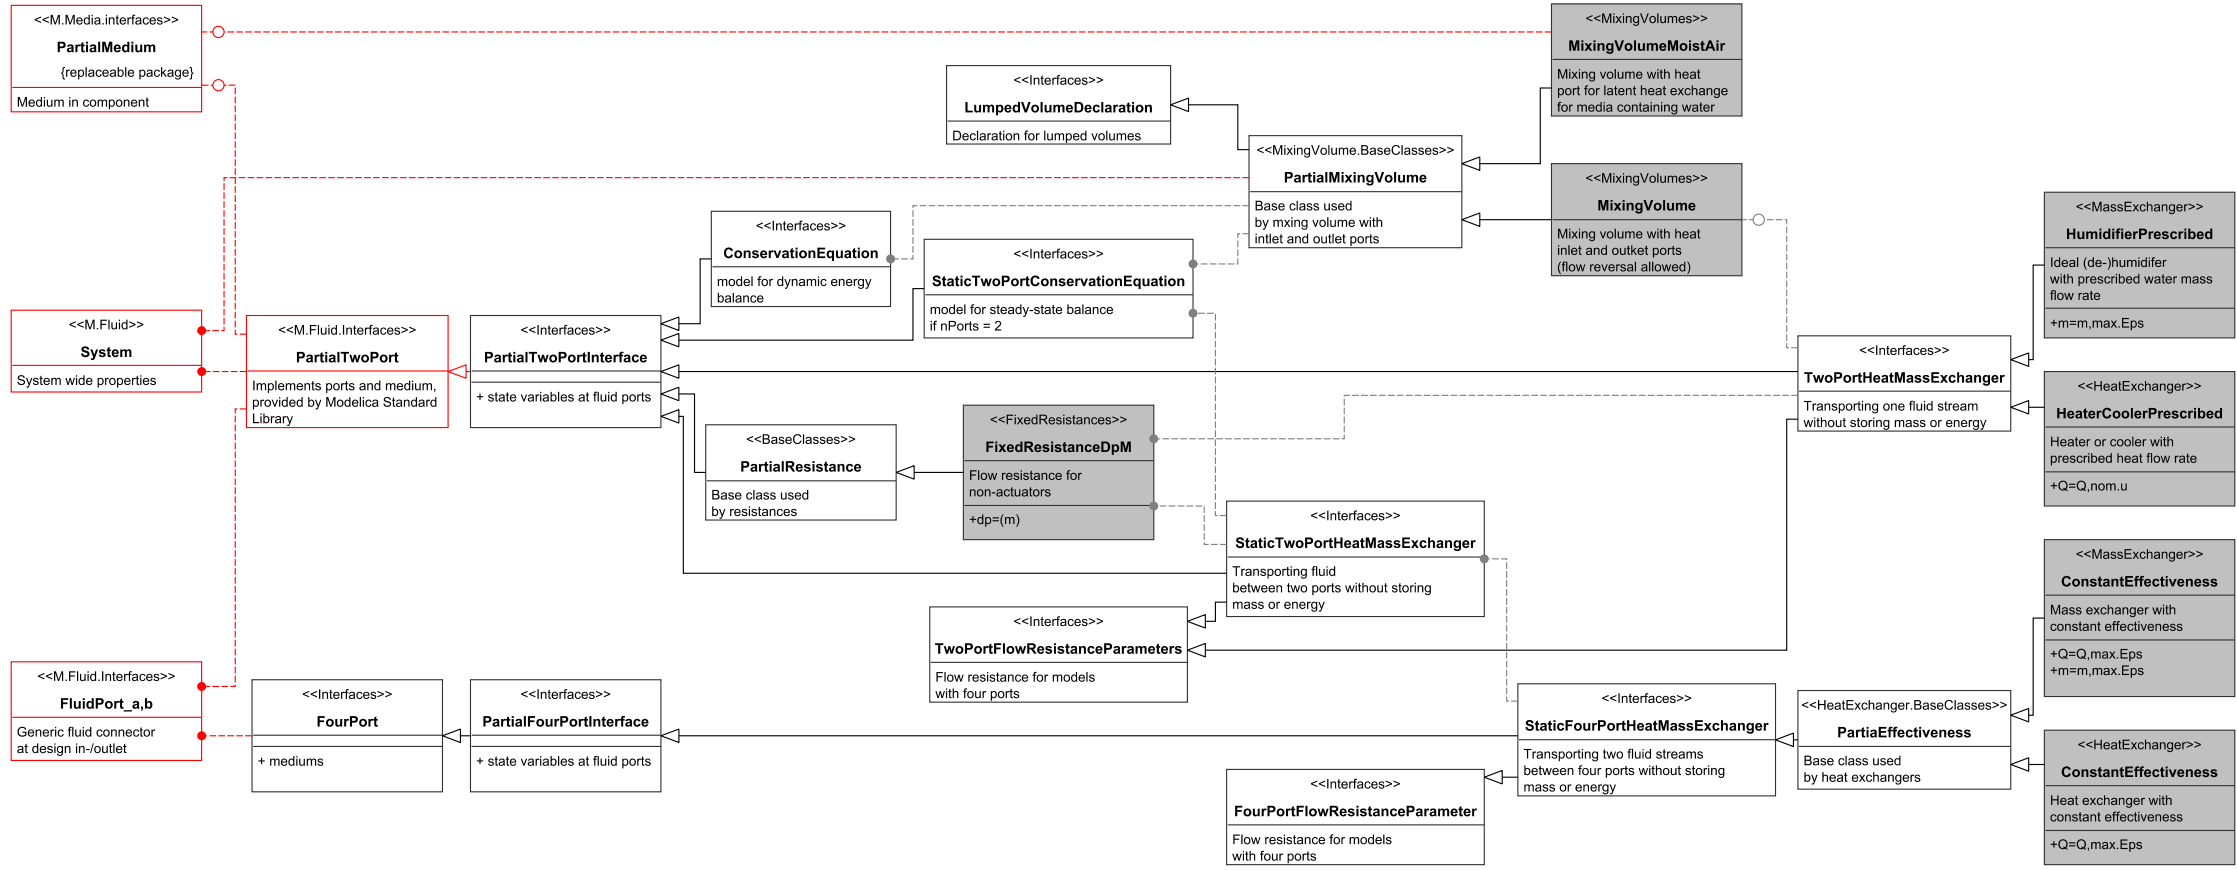 <<M.Media.interfaces>>
PartialMedium
{replaceable package}
Medium in component
<<MixingVolumes>>
MixingVolumeMoistAir
Mixing volume with heat
port for latent heat exchange
for media containing water
<<Interfaces>>
LumpedVolumeDeclaration
Declaration for lumped volumes
<<MixingVolume.BaseClasses>>
PartialMixingVolume
Base class used
by mxing volume with
intlet and outlet ports
<<MixingVolumes>>
MixingVolume
Mixing volume with heat
inlet and outket ports
(flow reversal allowed)
<<MassExchanger>>
HumidifierPrescribed
Ideal (de-)humidifer
with prescribed water mass
flow rate
+m=m,max.Eps
<<Interfaces>>
ConservationEquation
model for dynamic energy
balance
<<Interfaces>>
StaticTwoPortConservationEquation
model for steady-state balance
if nPorts = 2
<<M.Fluid>>
System
System wide properties
<<M.Fluid.Interfaces>>
PartialTwoPort
Implements ports and medium,
provided by Modelica Standard
Library
<<Interfaces>>
PartialTwoPortInterface
+ state variables at fluid ports
<<Interfaces>>
TwoPortHeatMassExchanger
Transporting one fluid stream
without storing mass or energy
<<HeatExchanger>>
HeaterCoolerPrescribed
Heater or cooler with
prescribed heat flow rate
+Q=Q,nom.u
<<BaseClasses>>
PartialResistance
Base class used
by resistances
<<FixedResistances>>
FixedResistanceDpM
Flow resistance for
non-actuators
+dp=(m)
<<Interfaces>>
StaticTwoPortHeatMassExchanger
Transporting fluid
between two ports without storing
mass or energy
<<MassExchanger>>
ConstantEffectiveness
Mass exchanger with
constant effectiveness
+Q=Q,max.Eps
+m=m,max.Eps
<<Interfaces>>
TwoPortFlowResistanceParameters
Flow resistance for models
with four ports
<<M.Fluid.Interfaces>>
FluidPort_a,b
Generic fluid connector
at design in-/outlet
<<Interfaces>>
FourPort
+ mediums
<<Interfaces>>
PartialFourPortInterface
+ state variables at fluid ports
<<Interfaces>>
StaticFourPortHeatMassExchanger
Transporting two fluid streams
between four ports without storing
mass or energy
<<HeatExchanger.BaseClasses>>
PartiaEffectiveness
Base class used
by heat exchangers
<<HeatExchanger>>
ConstantEffectiveness
Heat exchanger with
constant effectiveness
+Q=Q,max.Eps
<<Interfaces>>
FourPortFlowResistanceParameter
Flow resistance for models
with four ports